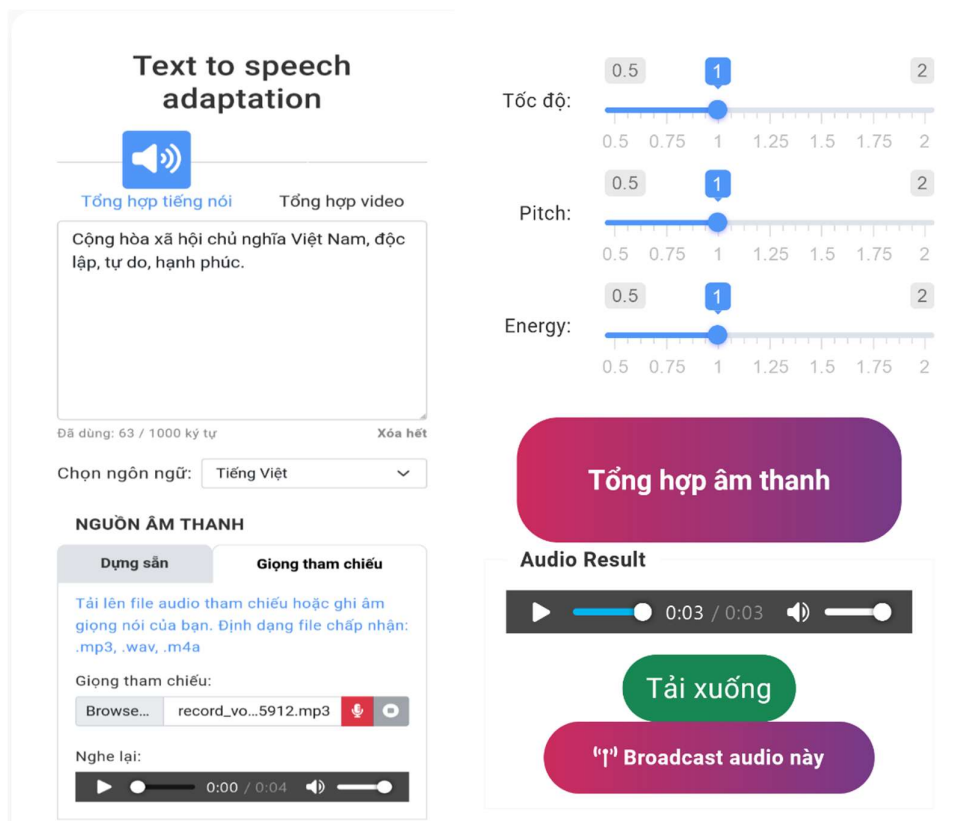 Text to speech
adaptation
Tổng hợp tiếng nói
Tổng hợp video
Cộng hòa xã hội chủ nghĩa Việt Nam, độc
lập, tự do, hạnh phúc.
Đã dùng: 63 / 1000 ký tự
Xóa hết
Chọn ngôn ngữ:
Tiếng Việt
NGUỒN ÂM THANH
Dựng sẵn
Giọng tham chiếu
Tải lên file audio tham chiếu hoặc ghi âm
giọng nói của bạn. Định dạng file chấp nhận:
.mp3, .wav, .m4a
Giọng tham chiếu:
Browse...
record_vo...5912.mp3
Nghe lại:
0:00 / 0:04
0.5 1 2
Tốc độ:
0.5 0.75 1 1.25 1.5 1.75 2
0.5 1 2
Pitch:
0.5 0.75 1 1.25 1.5 1.75 2
0.5 1 2
Energy:
0.5 0.75 1 1.25 1.5 1.75 2
Tổng hợp âm thanh
Audio Result
0:03 / 0:03
Tải xuống
Broadcast audio này